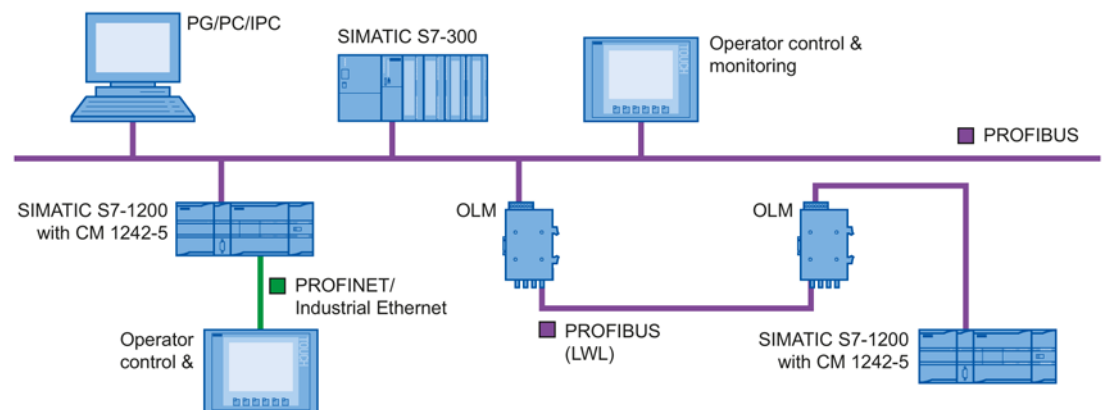 PG/PC/IPC
SIMATIC S7-300
Operator control &
monitoring
PROFIBUS
SIMATIC S7-1200
with CM 1242-5
OLM
OLM
PROFINET/
Industrial Ethernet
PROFIBUS
(LWL)
Operator
control &
SIMATIC S7-1200
with CM 1242-5